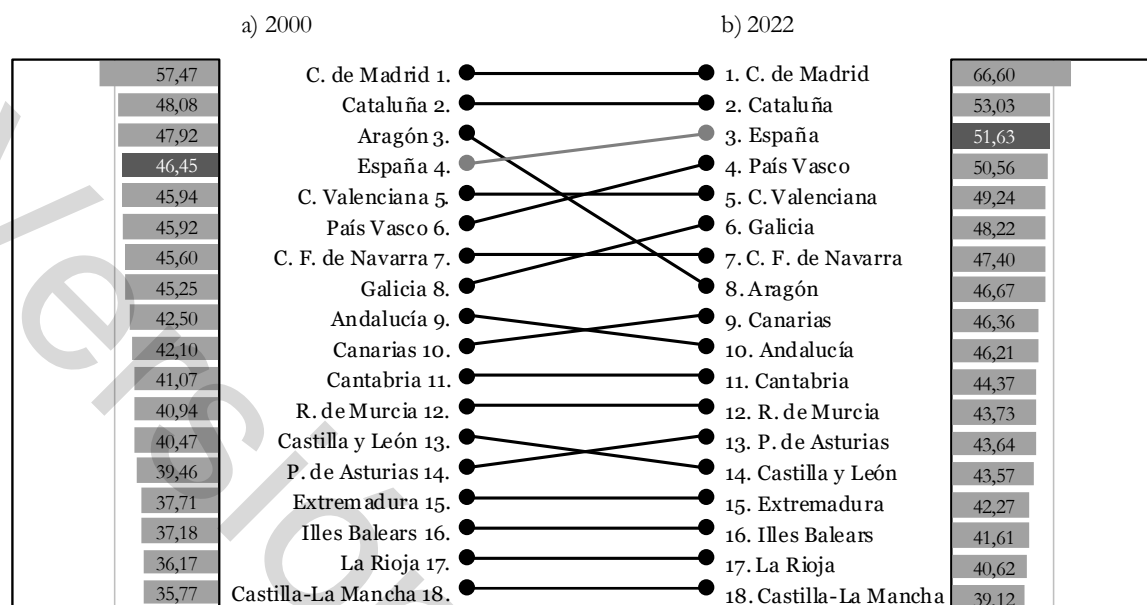 a) 2000 b) 2022
57,47 C. de Madrid 1. 1. C. de Madrid 66,60
48,08 Cataluña 2. 2. Cataluña 53,03
47,92 Aragón 3. 3. España 51,63
46,45 España 4. 4. País Vasco 50,56
45,94 C. Valenciana 5. 5. C. Valenciana 49,24
45,92 País Vasco 6. 6. Galicia 48,22
45,60 C. F. de Navarra 7. 7. C. F. de Navarra 47,40
45,25 Galicia 8. 8. Aragón 46,67
42,50 Andalucía 9. 9. Canarias 46,36
42,10 Canarias 10. 10. Andalucía 46,21
41,07 Cantabria 11. 11. Cantabria 44,37
40,94 R. de Murcia 12. 12. R. de Murcia 43,73
40,47 Castilla y León 13. 13. P. de Asturias 43,64
39,46 P. de Asturias 14. 14. Castilla y León 43,57
37,71 Extremadura 15. 15. Extremadura 42,27
37,18 Illes Balears 16. 16. Illes Balears 41,61
36,17 La Rioja 17. 17. La Rioja 40,62
35,77 Castilla-La Mancha 18. 18. Castilla-La Mancha 39,12